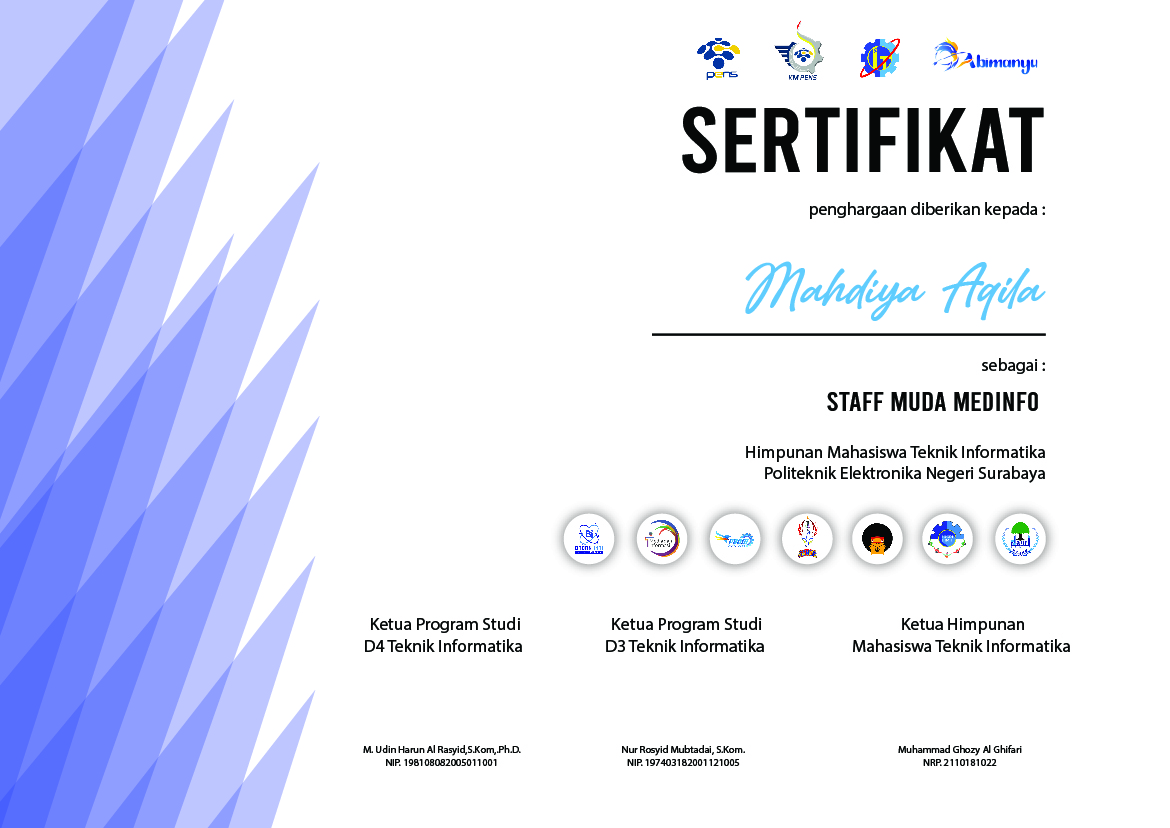 pens
KM PENS
Abimanyu
SERTIFIKAT
penghargaan diberikan kepada :
Mahdiya Aqila
sebagai :
STAFF MUDA MEDINFO
Himpunan Mahasiswa Teknik Informatika
Politeknik Elektronika Negeri Surabaya
Ketua Program Studi
D4 Teknik Informatika
Ketua Program Studi
D3 Teknik Informatika
Ketua Himpunan
Mahasiswa Teknik Informatika
M. Udin Harun Al Rasyid,S.Kom,.Ph.D.
NIP. 198108082005011001
Nur Rosyid Mubtadai, S.Kom.
NIP. 197403182001121005
Muhammad Ghozy Al Ghifari
NRP. 2110181022